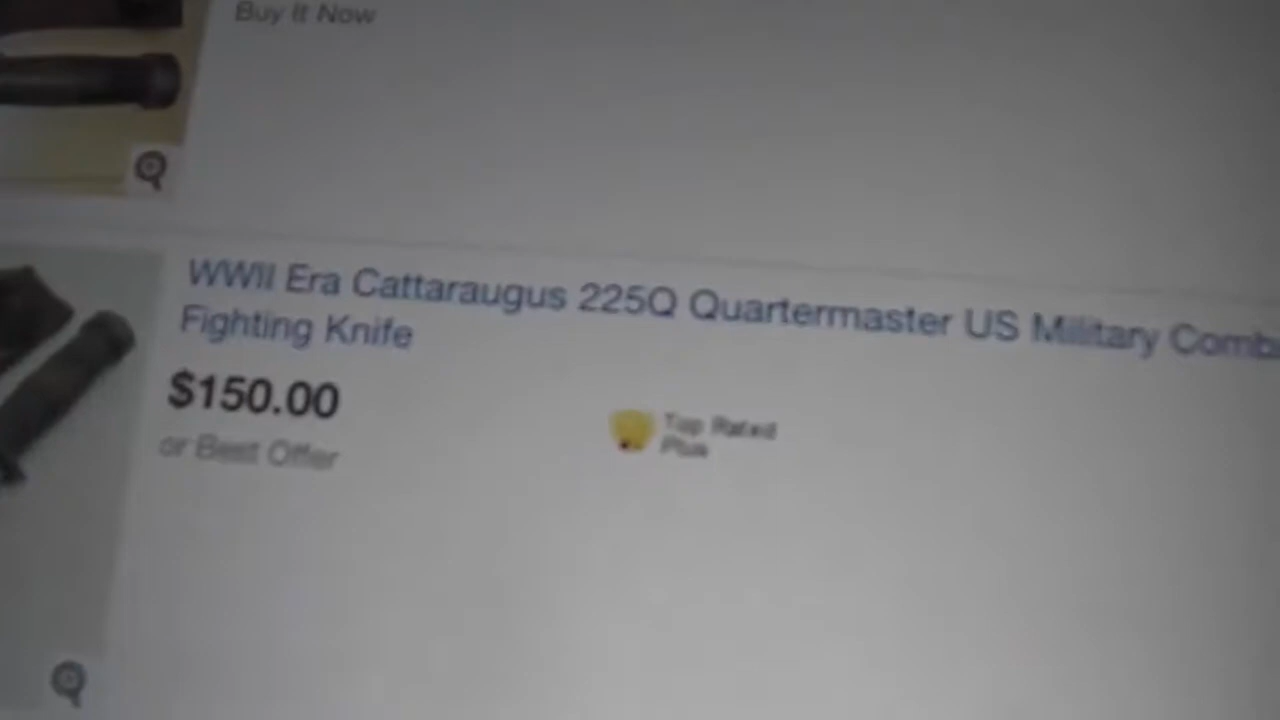 Buy It Now
WWII Era Cattaraugus 225Q Quartermaster US Military Comb
Fighting Knife
$150.00
or Best Offer
Top Rated
Plus